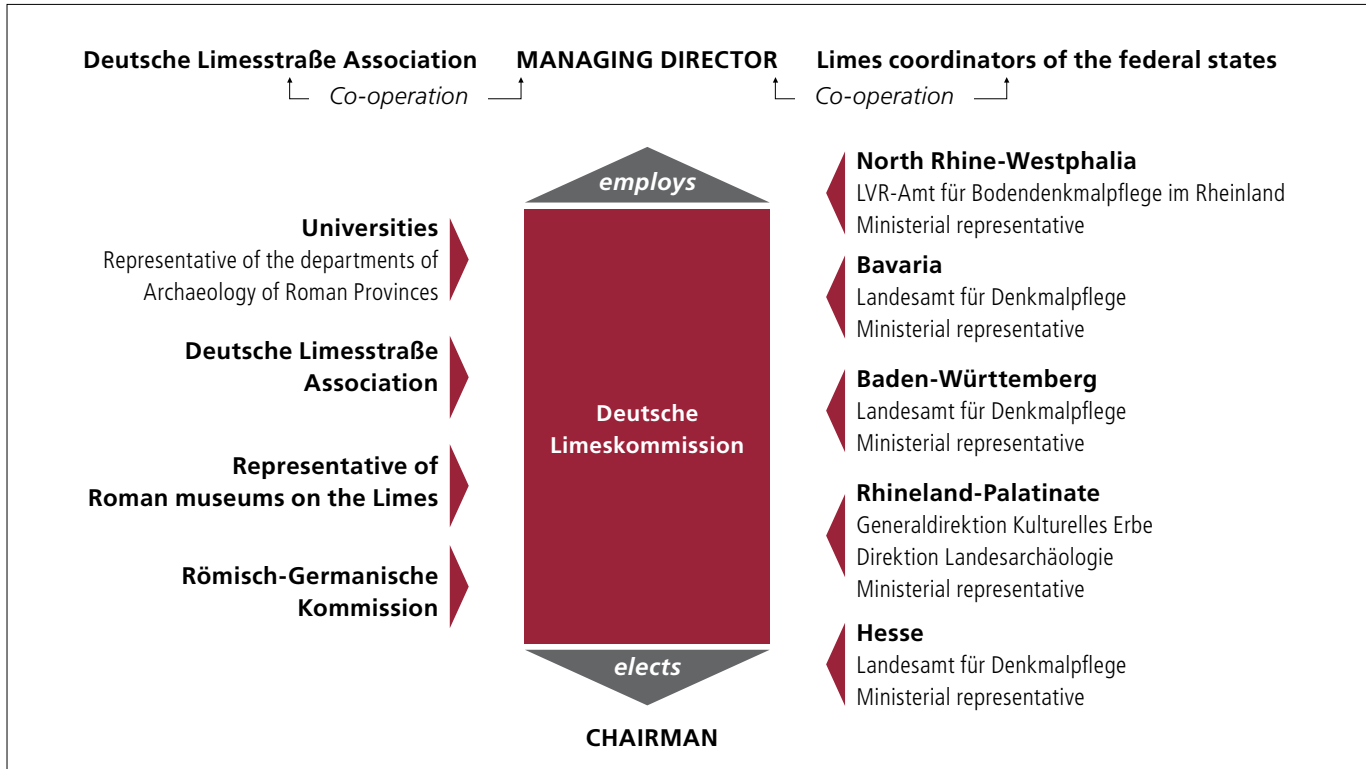 Deutsche Limesstraße Association MANAGING DIRECTOR Limes coordinators of the federal states
Co-operation Co-operation
employs
Universities
Representative of the departments of
Archaeology of Roman Provinces
Deutsche Limesstraße
Association
Representative of
Roman museums on the Limes
Römisch-Germanische
Kommission
Deutsche
Limeskommission
North Rhine-Westphalia
LVR-Amt für Bodendenkmalpflege im Rheinland
Ministerial representative
Bavaria
Landesamt für Denkmalpflege
Ministerial representative
Baden-Württemberg
Landesamt für Denkmalpflege
Ministerial representative
Rhineland-Palatinate
Generaldirektion Kulturelles Erbe
Direktion Landesarchäologie
Ministerial representative
Hesse
Landesamt für Denkmalpflege
Ministerial representative
elects
CHAIRMAN